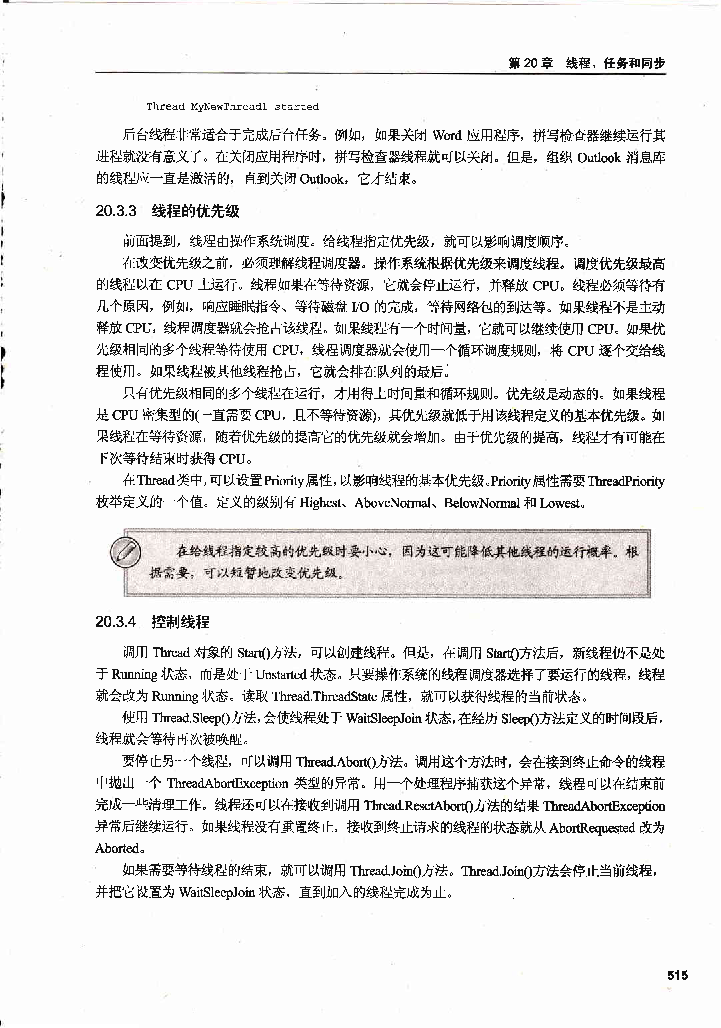 第 20 章 线程、任务和同步
Thread MyNewThread1 started
后台线程非常适合于完成后台任务。例如，如果关闭 Word 应用程序，拼写检查器继续运行其
进程就没有意义了。在关闭应用程序时，拼写检查器线程就可以关闭。但是，组织 Outlook 消息库
的线程应一直是激活的，直到关闭 Outlook，它才结束。
20.3.3 线程的优先级
前面提到，线程由操作系统调度。给线程指定优先级，就可以影响调度顺序。
在改变优先级之前，必须理解线程调度器。操作系统根据优先级来调度线程。调度优先级最高
的线程以在 CPU 上运行。线程如果在等待资源，它就会停止运行，并释放 CPU。线程必须等待有
几个原因，例如，响应睡眠指令、等待磁盘 I/O 的完成，等待网络包的到达等。如果线程不是主动
释放 CPU，线程调度器就会抢占该线程。如果线程有一个时间量，它就可以继续使用 CPU。如果优
先级相同的多个线程等待使用 CPU，线程调度器就会使用一个循环调度规则，将 CPU 逐个交给线
程使用。如果线程被其他线程抢占，它就会排在队列的最后。
只有优先级相同的多个线程在运行，才用得上时间量和循环规则。优先级是动态的。如果线程
是 CPU 密集型的(一直需要 CPU，且不等待资源)，其优先级就低于用该线程定义的基本优先级。如
果线程在等待资源，随着优先级的提高它的优先级就会增加。由于优先级的提高，线程才有可能在
下次等待结束时获得 CPU。
在 Thread 类中，可以设置 Priority 属性，以影响线程的基本优先级。Priority 属性需要 ThreadPriority
枚举定义的一个值。定义的级别有 Highest、AboveNormal、BelowNormal 和 Lowest。
在给线程指定较高的优先级时要小心，因为这可能降低其他线程的运行概率。根
据需要，可以短暂地改变优先级。
20.3.4 控制线程
调用 Thread 对象的 Start()方法，可以创建线程。但是，在调用 Start()方法后，新线程仍不是处
于 Running 状态，而是处于 Unstarted 状态。只要操作系统的线程调度器选择了要运行的线程，线程
就会改为 Running 状态。读取 Thread.ThreadState 属性，就可以获得线程的当前状态。
使用 Thread.Sleep()方法，会使线程处于 WaitSleepJoin 状态，在经历 Sleep()方法定义的时间段后，
线程就会等待再次被唤醒。
要停止另一个线程，可以调用 Thread.Abort()方法。调用这个方法时，会在接到终止命令的线程
中抛出一个 ThreadAbortException 类型的异常。用一个处理程序捕获这个异常，线程可以在结束前
完成一些清理工作。线程还可以在接收到调用 Thread.ResetAbort()方法的结果 ThreadAbortException
异常后继续运行。如果线程没有重置终止，接收到终止请求的线程的状态就从 AbortRequested 改为
Aborted。
如果需要等待线程的结束，就可以调用 Thread.Join()方法。Thread.Join()方法会停止当前线程，
并把它设置为 WaitSleepJoin 状态，直到加入的线程完成为止。
515